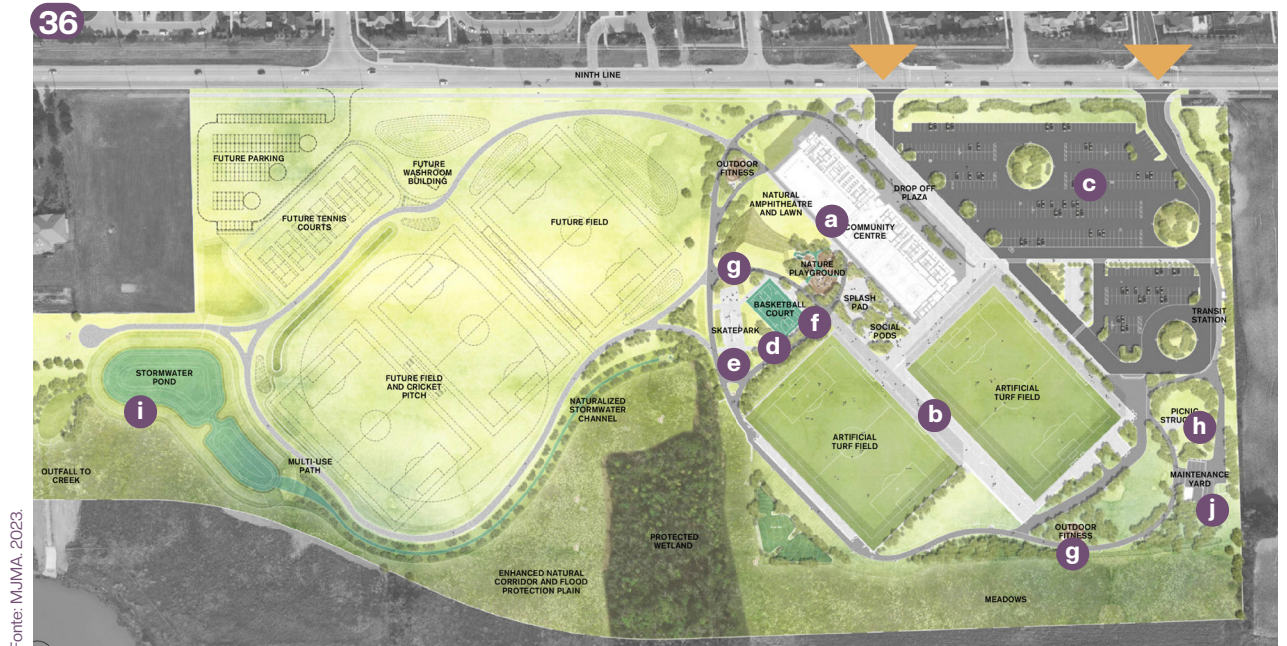 36
NINTH LINE
FUTURE PARKING
FUTURE
WASHROOM
BUILDING
FUTURE TENNIS
COURTS
FUTURE FIELD
OUTDOOR
FITNESS
NATURAL
AMPHITHEATRE
AND LAWN
DROP OFF
PLAZA
c
a
COMMUNITY
CENTRE
g
NATURE
PLAYGROUND
BASKETBALL
COURT
SPLASH
PAD
f
SKATEPARK
SOCIAL
PODS
d
e
TRANSIT
STATION
STORMWATER
POND
i
FUTURE FIELD
AND CRICKET
PITCH
NATURALIZED
STORMWATER
CHANNEL
ARTIFICIAL
TURF FIELD
b
ARTIFICIAL
TURF FIELD
PICNIC
h
OUTFALL TO
CREEK
MULTI-USE
PATH
MAINTENANCE
YARD
j
PROTECTED
WETLAND
OUTDOOR
FITNESS
g
ENHANCED NATURAL
CORRIDOR AND FLOOD
PROTECTION PLAIN
MEADOWS
Fonte: MJMA, 2023.